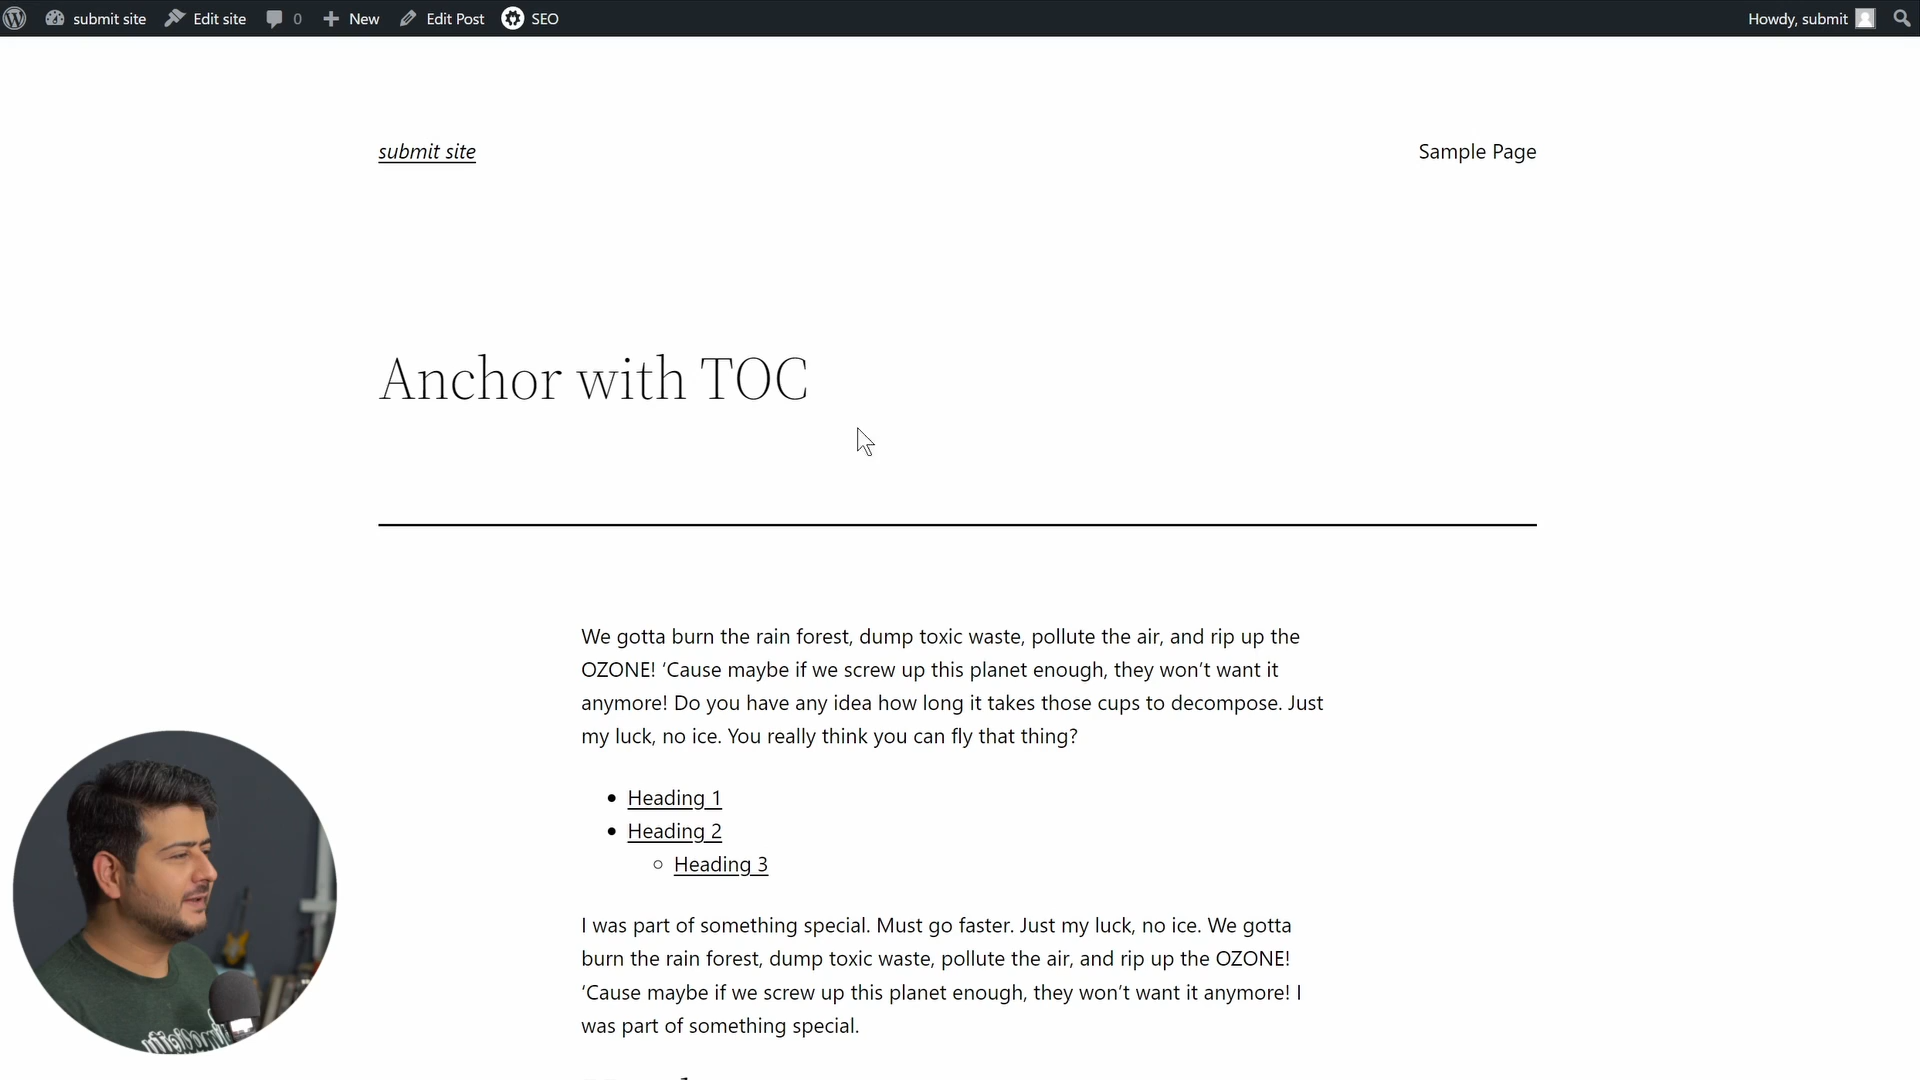 submit site Edit site 0 New Edit Post SEO Howdy, submit
submit site Sample Page
Anchor with TOC
We gotta burn the rain forest, dump toxic waste, pollute the air, and rip up the
OZONE! ‘Cause maybe if we screw up this planet enough, they won’t want it
anymore! Do you have any idea how long it takes those cups to decompose. Just
my luck, no ice. You really think you can fly that thing?
Heading 1
Heading 2
Heading 3
I was part of something special. Must go faster. Just my luck, no ice. We gotta
burn the rain forest, dump toxic waste, pollute the air, and rip up the OZONE!
‘Cause maybe if we screw up this planet enough, they won’t want it anymore! I
was part of something special.